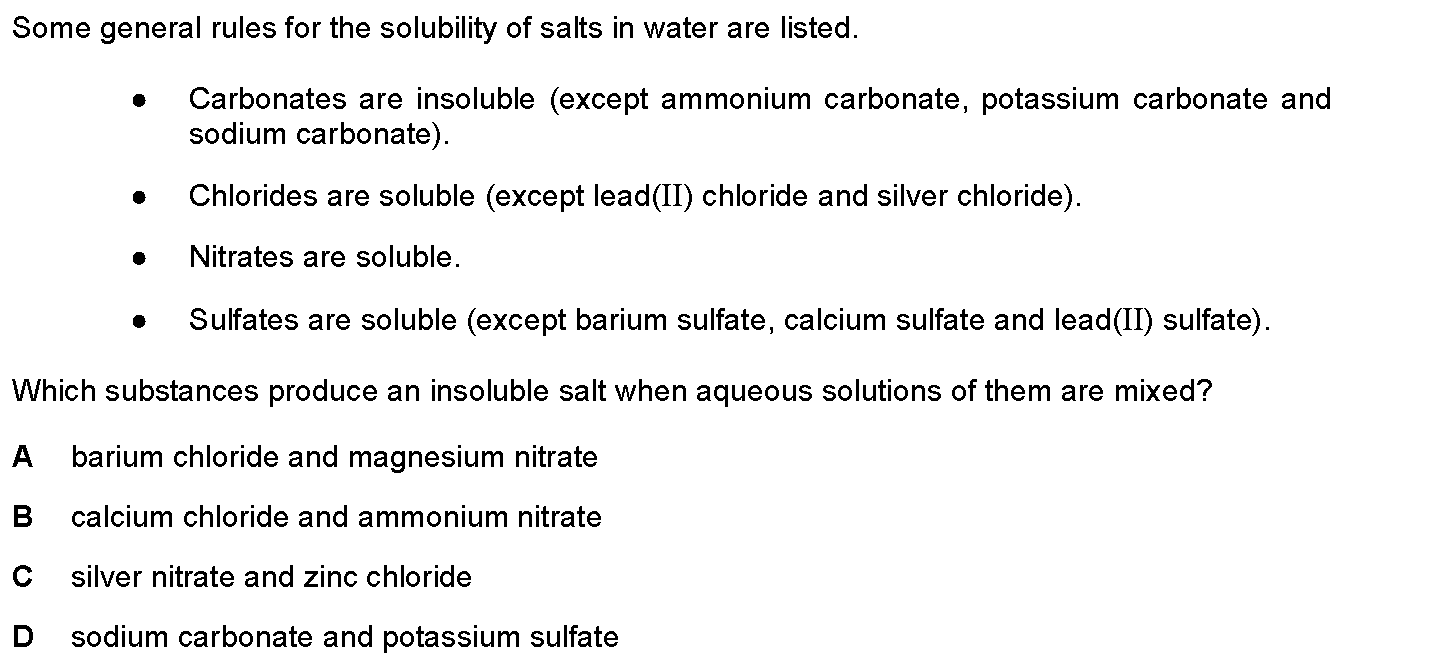 Some general rules for the solubility of salts in water are listed.
● Carbonates are insoluble (except ammonium carbonate, potassium carbonate and
sodium carbonate).
● Chlorides are soluble (except lead(II) chloride and silver chloride).
● Nitrates are soluble.
● Sulfates are soluble (except barium sulfate, calcium sulfate and lead(II) sulfate).
Which substances produce an insoluble salt when aqueous solutions of them are mixed?
A barium chloride and magnesium nitrate
B calcium chloride and ammonium nitrate
C silver nitrate and zinc chloride
D sodium carbonate and potassium sulfate